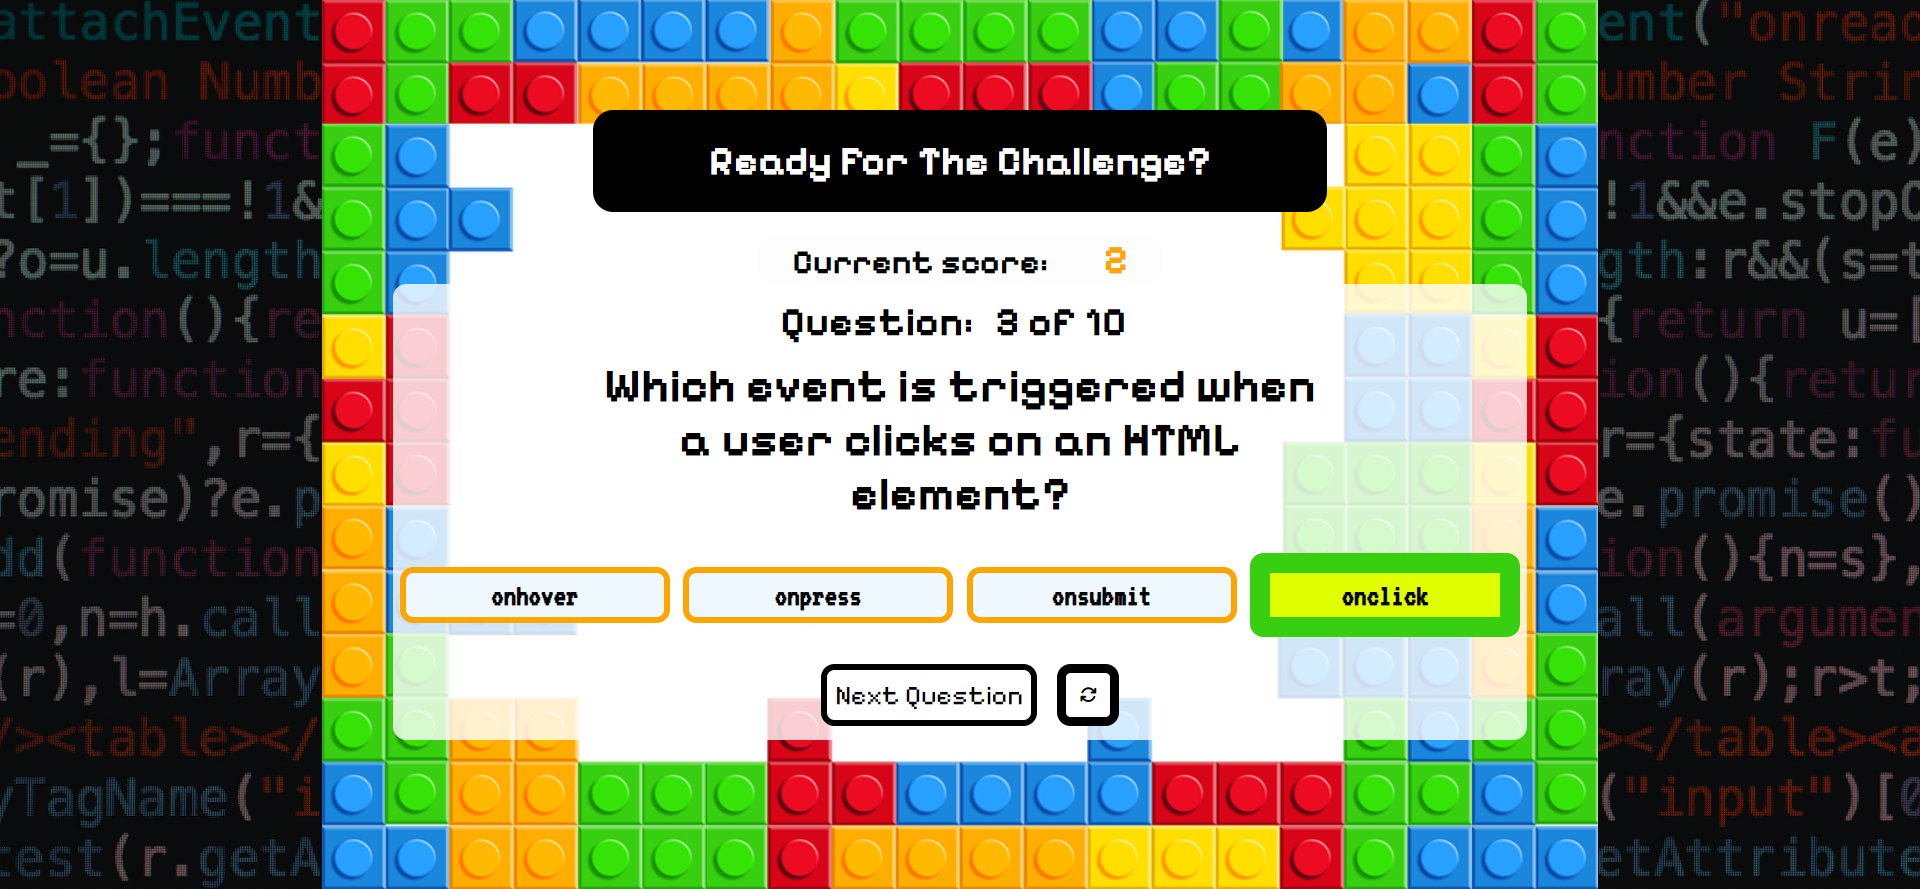 attachEvent
ent("onreac
oolean Numb
umber Strin
_={};funct
nction F(e)
t[1])===!1&
!1&&e.stopO
?o=u.length
gth:r&&(s=t
nction(){re
{return u=[
re:function
ion(){retur
ending",r={
r={state:fu
romise)?e.p
e.promise()
dd(function
ion(){n=s},
=0,n=h.call
all(argumen
(r),l=Array
ray(r);r>t;
/><table></
></table><a
yTagName("i
("input")[0
test(r.getA
etAttribute
Ready For The Challenge?
Current score: 2
Question: 3 of 10
Which event is triggered when
a user clicks on an HTML
element?
onhover onpress onsubmit onclick
Next Question